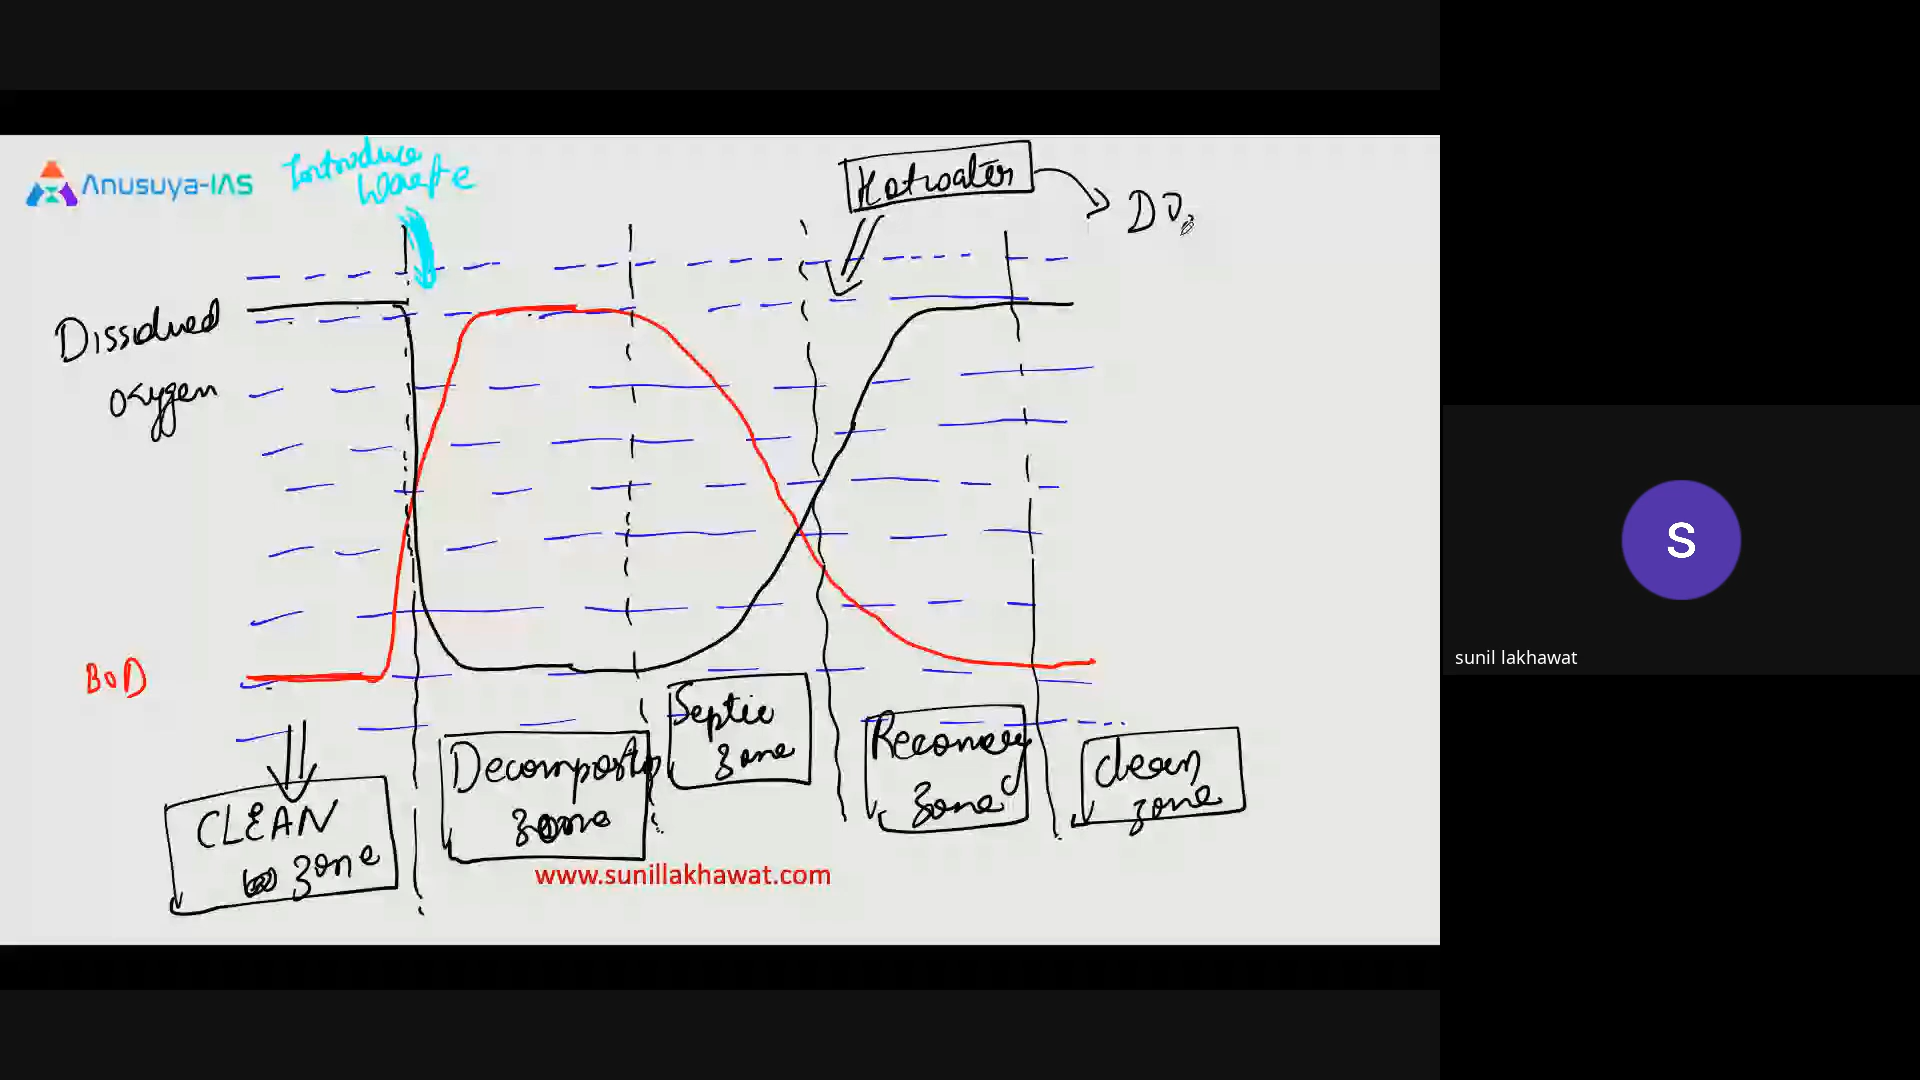 Anusuya-IAS
Introduce
Waste
Hotwater
DO
Dissolved
oxygen
BOD
Septic
zone
Decompost
zone
Recovery
zone
clean
zone
CLEAN
zone
www.sunillakhawat.com
S
sunil lakhawat